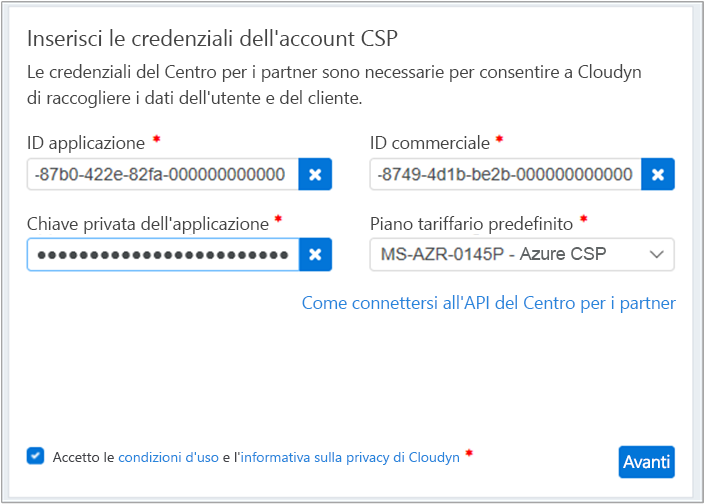 Inserisci le credenziali dell'account CSP
Le credenziali del Centro per i partner sono necessarie per consentire a Cloudyn
di raccogliere i dati dell'utente e del cliente.
ID applicazione *
ID commerciale *
-87b0-422e-82fa-000000000000
-8749-4d1b-be2b-000000000000
Chiave privata dell'applicazione *
Piano tariffario predefinito *
●●●●●●●●●●●●●●●●●●●●●●●●
MS-AZR-0145P - Azure CSP
Come connettersi all'API del Centro per i partner
Accetto le condizioni d'uso e l'informativa sulla privacy di Cloudyn *
Avanti